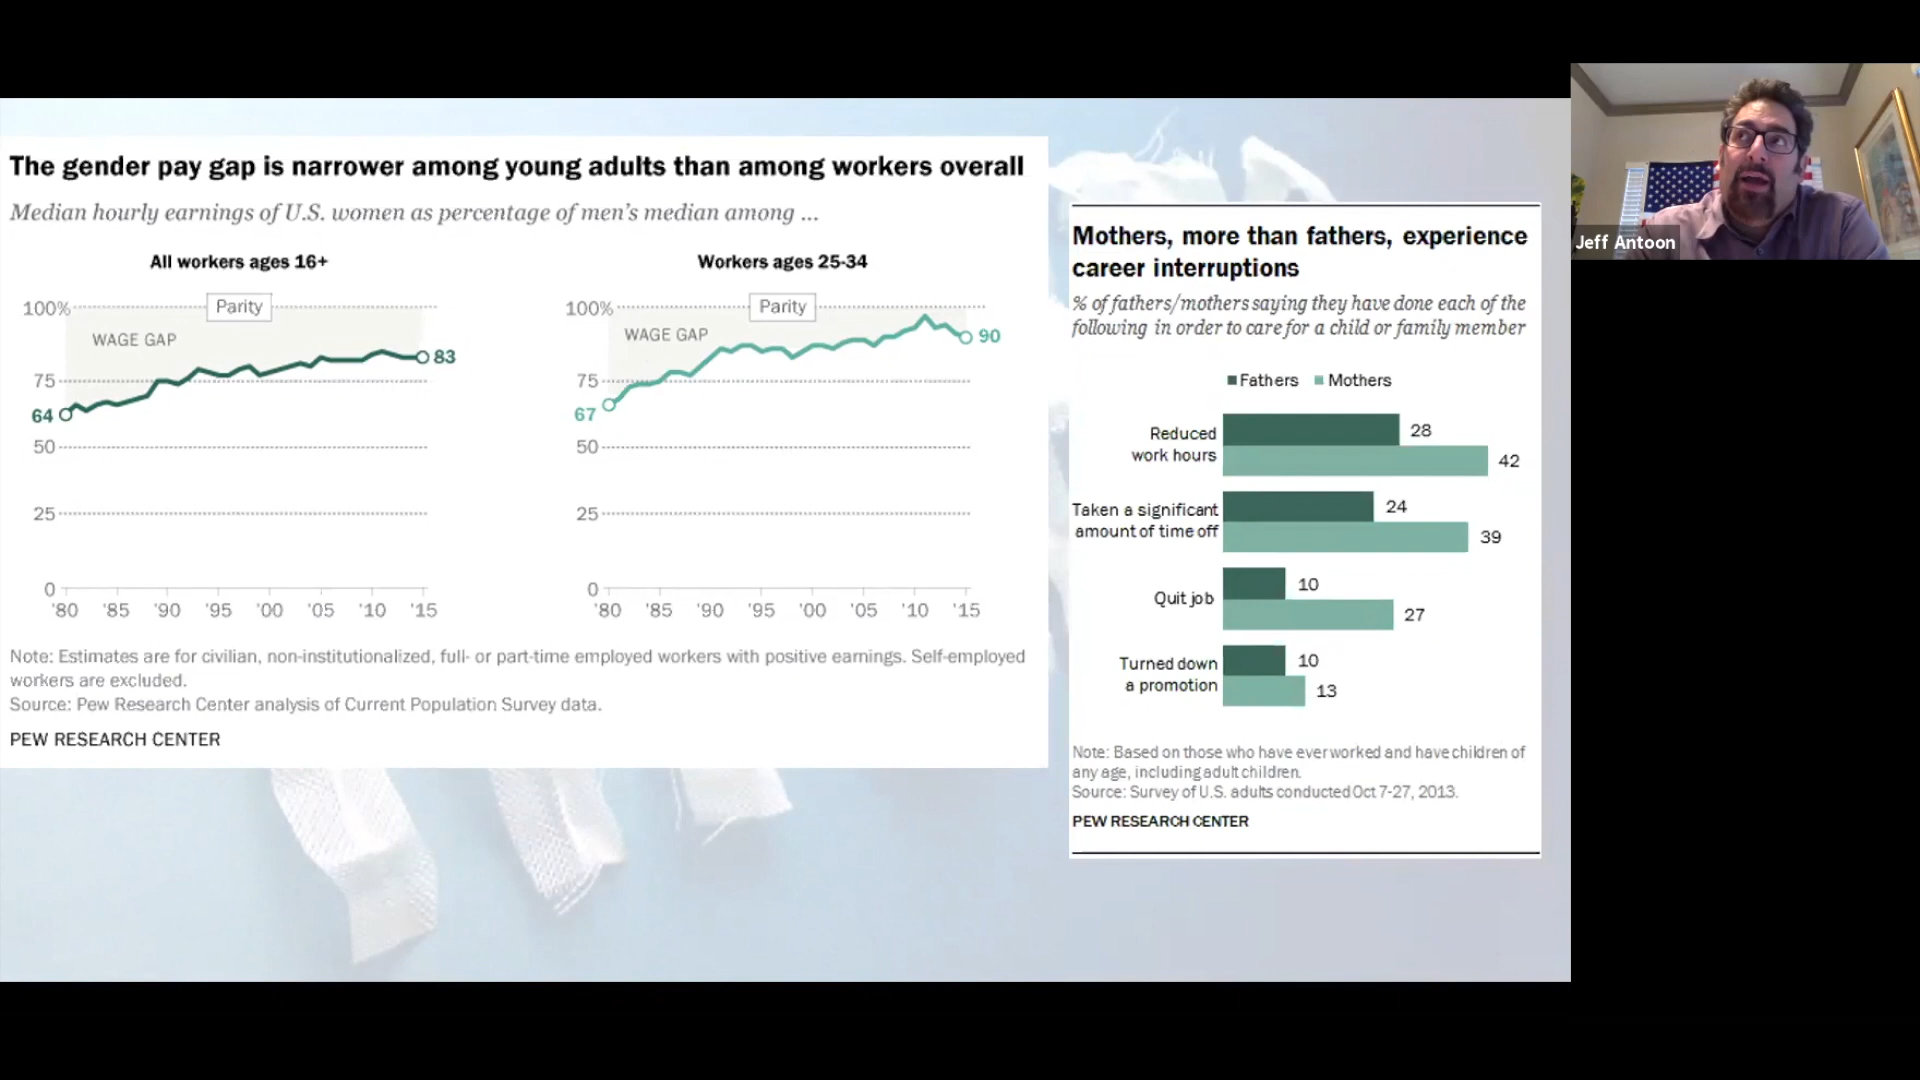 The gender pay gap is narrower among young adults than among workers overall
Median hourly earnings of U.S. women as percentage of men's median among ...
All workers ages 16+
100%
Parity
WAGE GAP
83
75
64
50
25
0
'80 '85 '90 '95 '00 '05 '10 '15
Workers ages 25-34
100%
Parity
WAGE GAP
90
75
67
50
25
0
'80 '85 '90 '95 '00 '05 '10 '15
Note: Estimates are for civilian, non-institutionalized, full- or part-time employed workers with positive earnings. Self-employed
workers are excluded.
Source: Pew Research Center analysis of Current Population Survey data.
PEW RESEARCH CENTER
Mothers, more than fathers, experience
career interruptions
% of fathers/mothers saying they have done each of the
following in order to care for a child or family member
Fathers Mothers
Reduced
work hours
28
42
Taken a significant
amount of time off
24
39
Quit job
10
27
Turned down
a promotion
10
13
Note: Based on those who have ever worked and have children of
any age, including adult children.
Source: Survey of U.S. adults conducted Oct 7-27, 2013.
PEW RESEARCH CENTER
Jeff Antoon